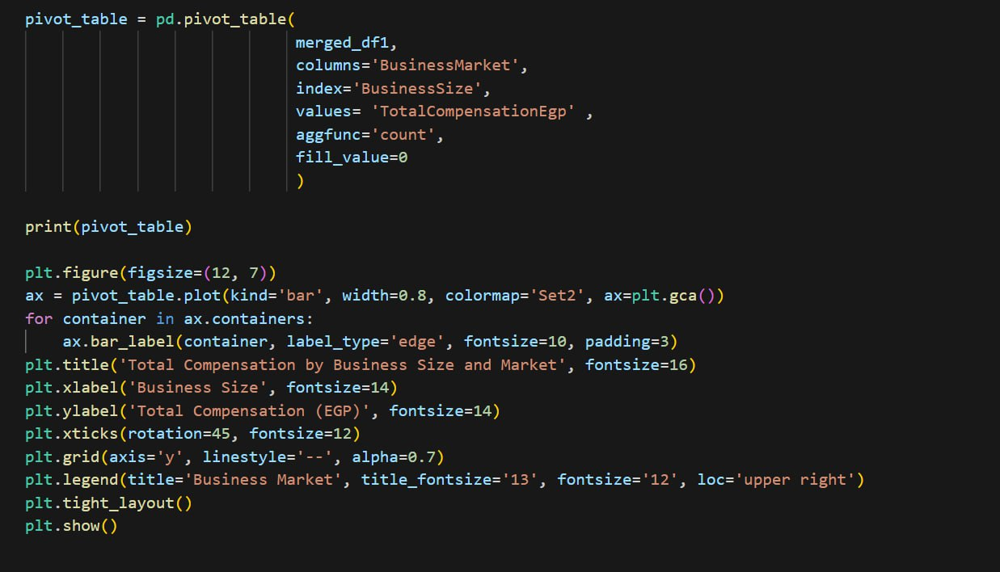 pivot_table = pd.pivot_table(
                             merged_df1,
                             columns='BusinessMarket',
                             index='BusinessSize',
                             values= 'TotalCompensationEgp' ,
                             aggfunc='count',
                             fill_value=0
                             )

print(pivot_table)

plt.figure(figsize=(12, 7))
ax = pivot_table.plot(kind='bar', width=0.8, colormap='Set2', ax=plt.gca())
for container in ax.containers:
    ax.bar_label(container, label_type='edge', fontsize=10, padding=3)
plt.title('Total Compensation by Business Size and Market', fontsize=16)
plt.xlabel('Business Size', fontsize=14)
plt.ylabel('Total Compensation (EGP)', fontsize=14)
plt.xticks(rotation=45, fontsize=12)
plt.grid(axis='y', linestyle='--', alpha=0.7)
plt.legend(title='Business Market', title_fontsize='13', fontsize='12', loc='upper right')
plt.tight_layout()
plt.show()